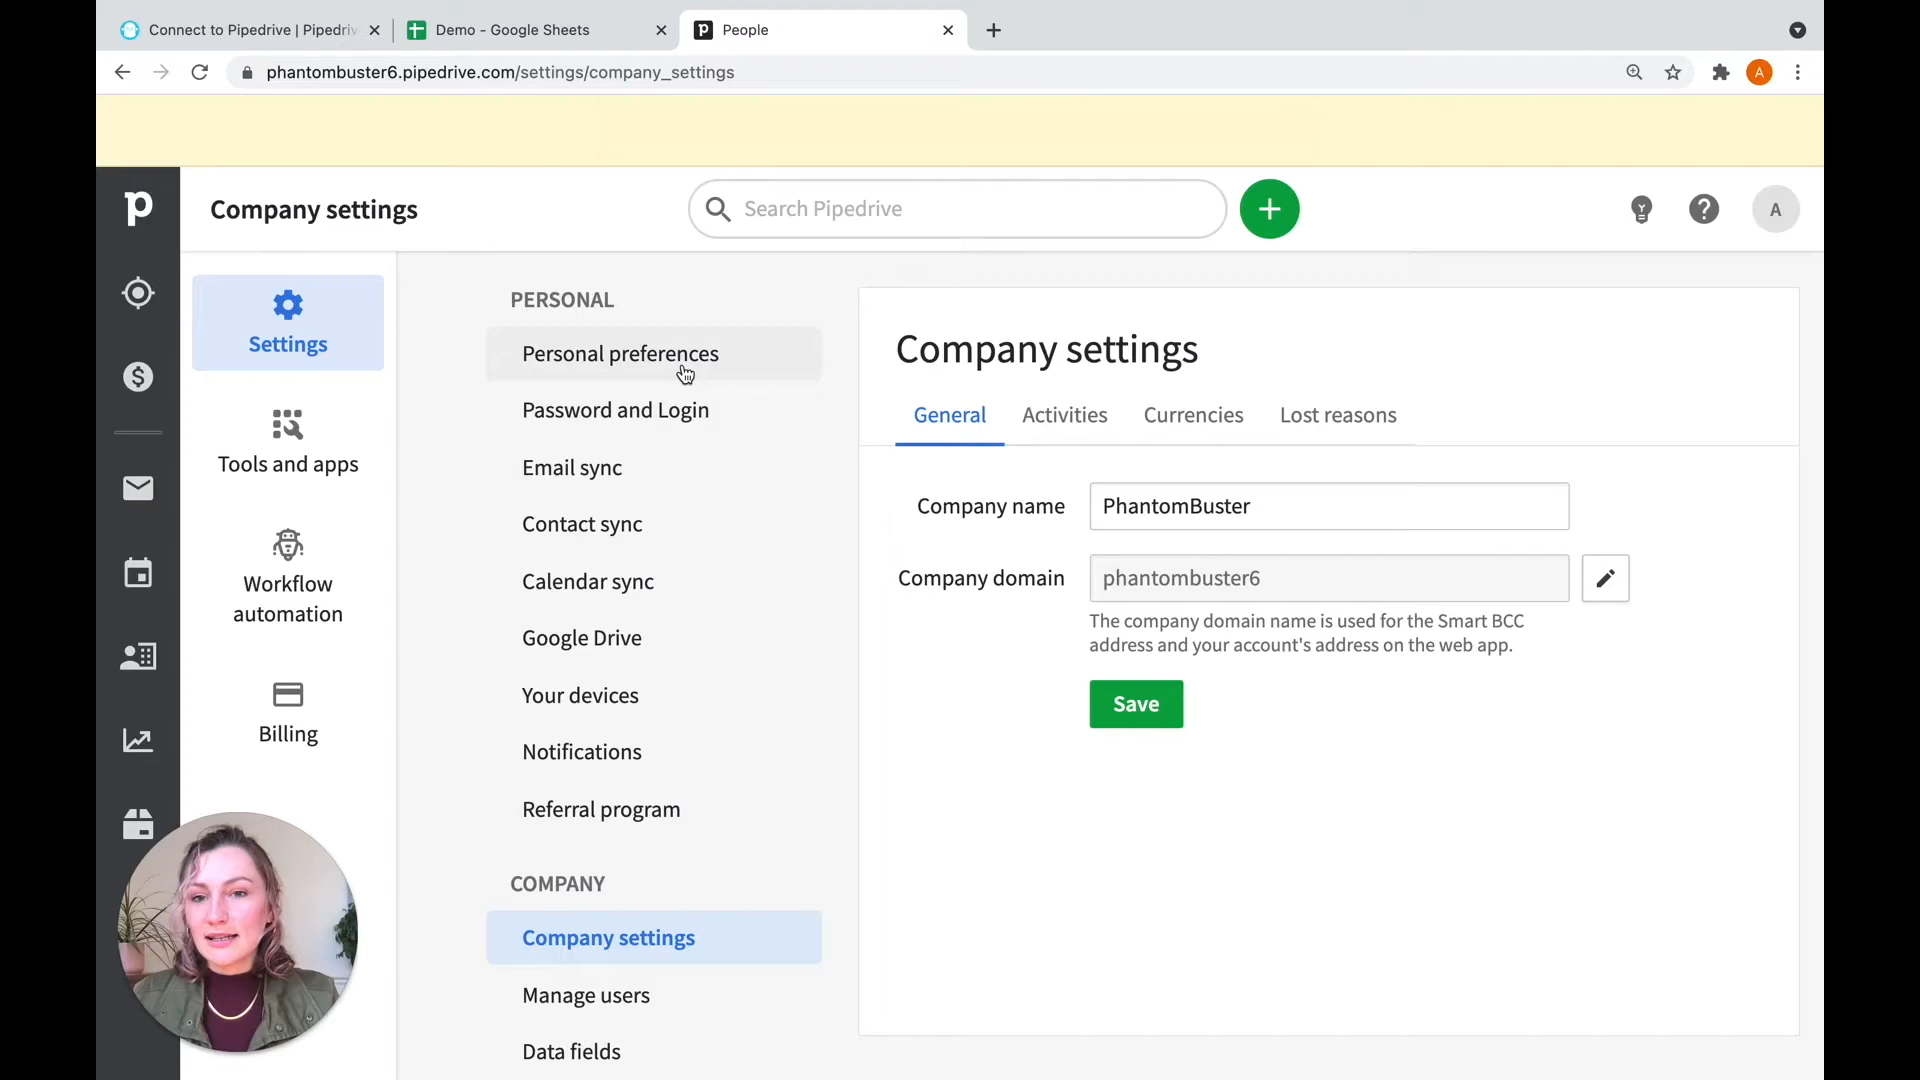 Connect to Pipedrive | Pipedriv
Demo - Google Sheets
People
phantombuster6.pipedrive.com/settings/company_settings
A
p
Company settings
Search Pipedrive
A
Settings
Tools and apps
Workflow
automation
Billing
PERSONAL
Personal preferences
Password and Login
Email sync
Contact sync
Calendar sync
Google Drive
Your devices
Notifications
Referral program
COMPANY
Company settings
Manage users
Data fields
Company settings
General Activities Currencies Lost reasons
Company name PhantomBuster
Company domain phantombuster6
The company domain name is used for the Smart BCC
address and your account's address on the web app.
Save